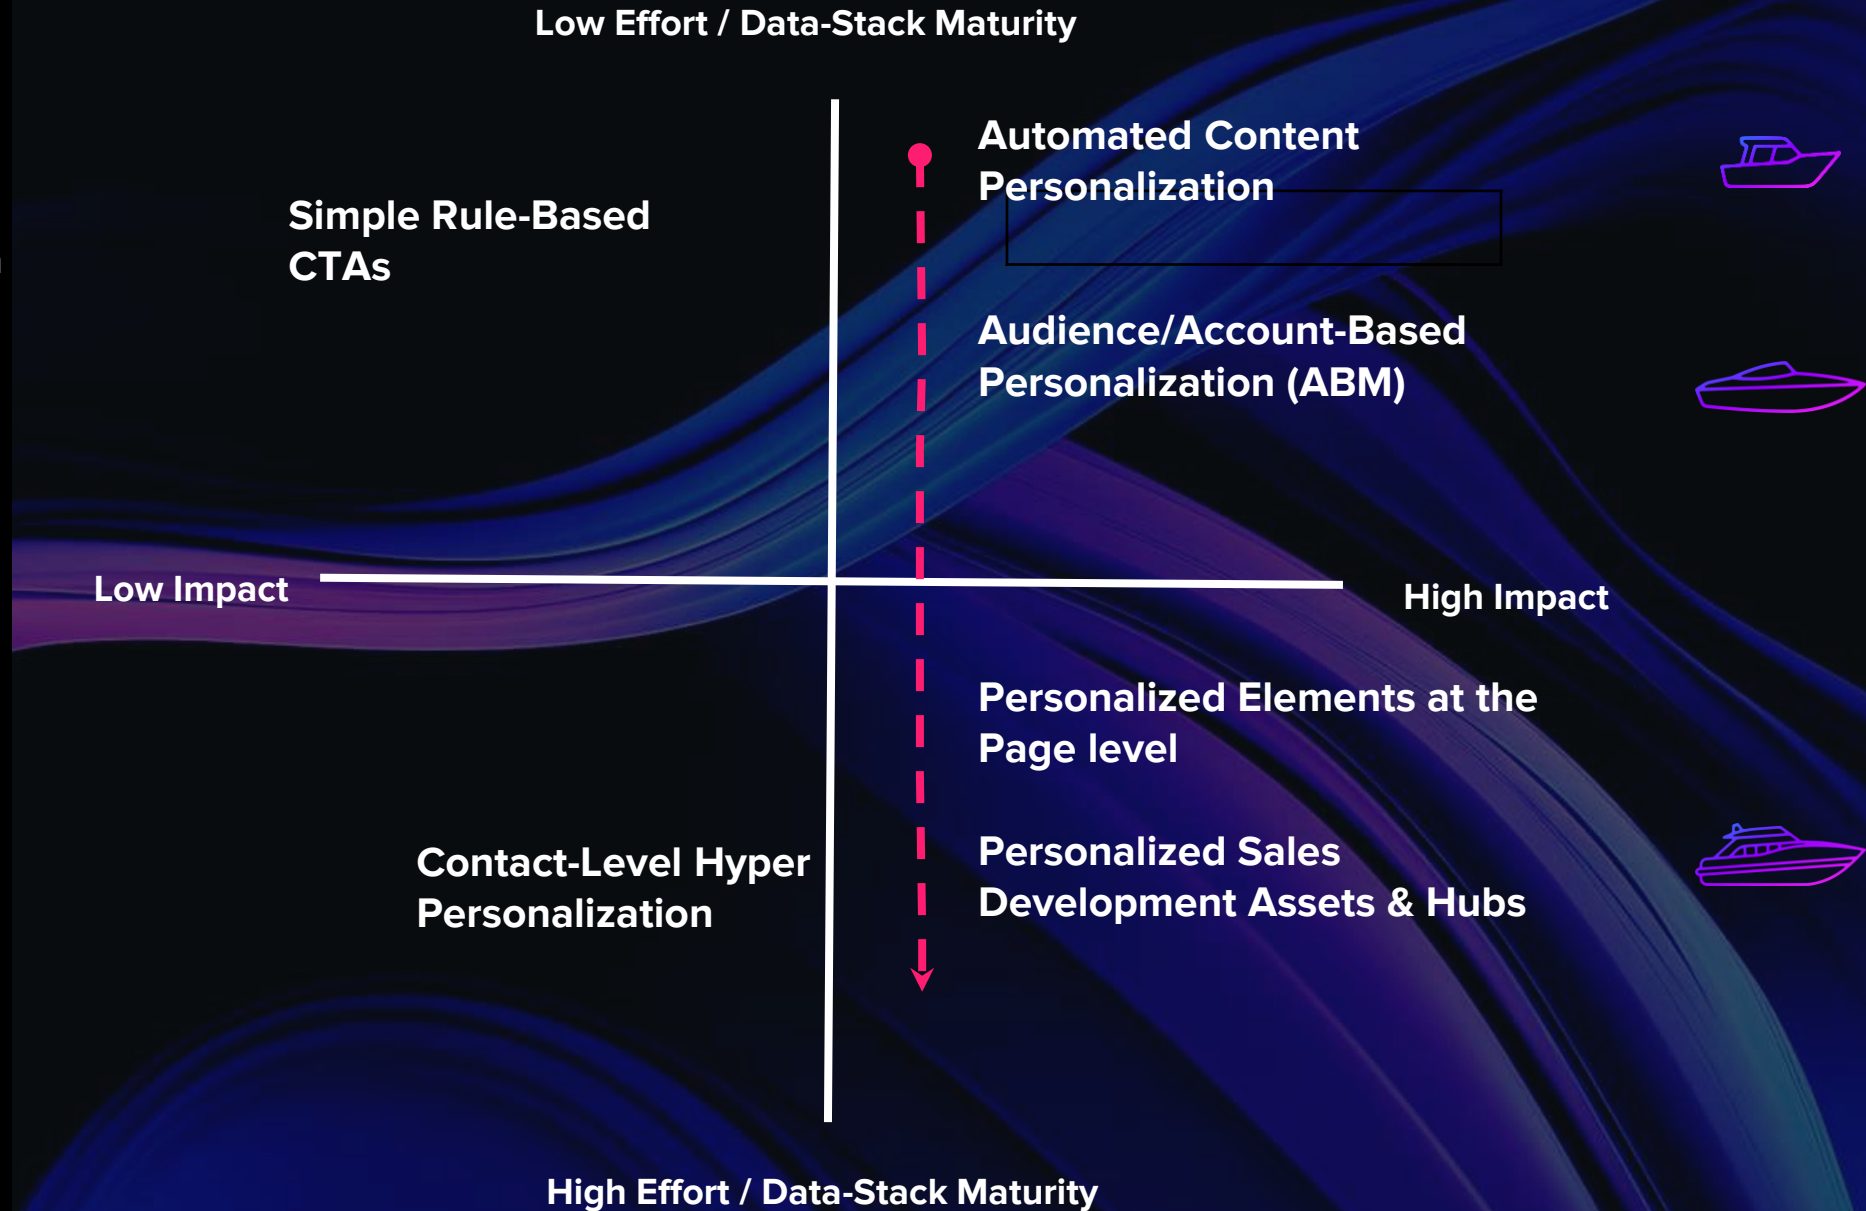 Low Effort / Data-Stack Maturity
Automated Content
Personalization
Simple Rule-Based
CTAs
Audience/Account-Based
Personalization (ABM)
Low Impact
High Impact
Personalized Elements at the
Page level
Contact-Level Hyper
Personalization
Personalized Sales
Development Assets & Hubs
High Effort / Data-Stack Maturity